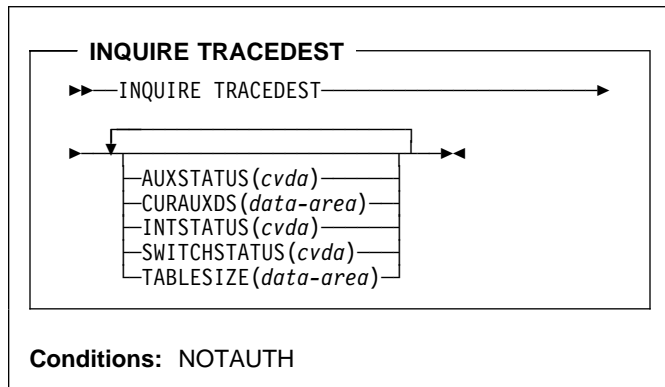 INQUIRE TRACEDEST
INQUIRE TRACEDEST
AUXSTATUS(cvda)
CURAUXDS(data-area)
INTSTATUS(cvda)
SWITCHSTATUS(cvda)
TABLESIZE(data-area)
Conditions: NOTAUTH